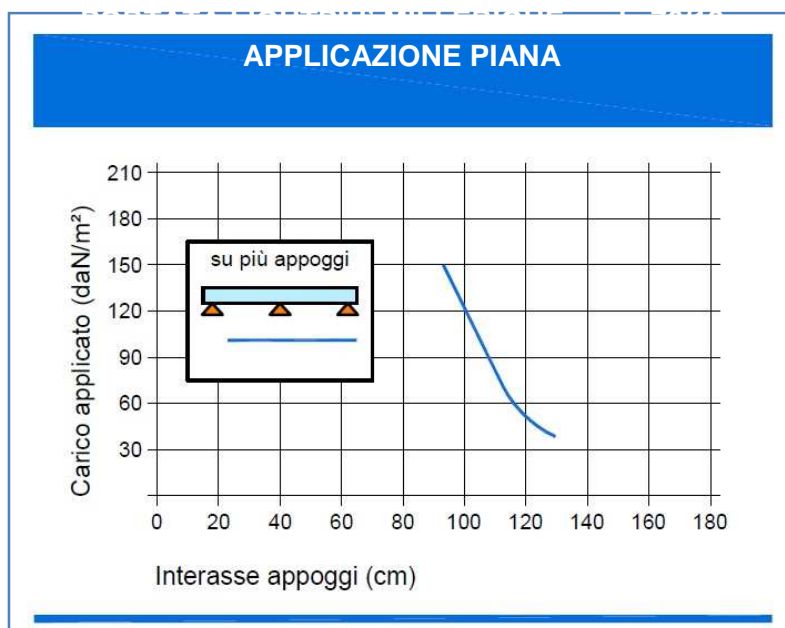 APPLICAZIONE PIANA
210
180
150
120
90
60
30
Carico applicato (daN/m²)
su più appoggi
0 20 40 60 80 100 120 140 160 180
Interasse appoggi (cm)